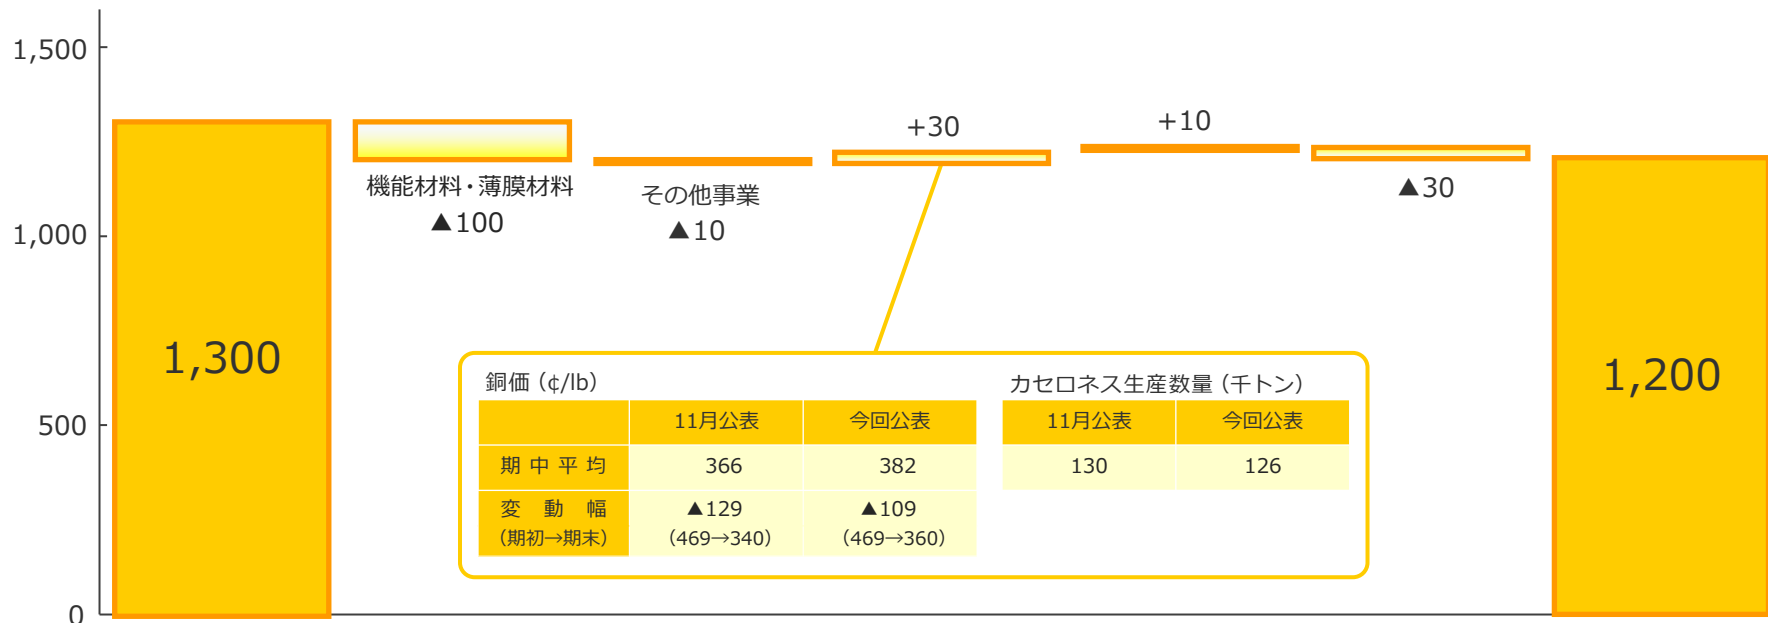 1,500
1,000
500
0
1,300
機能材料・薄膜材料
▲100
その他事業
▲10
+30
+10
▲30
1,200
銅価（¢/lb）
11月公表 今回公表
期中平均 366 382
変動幅 ▲129 ▲109
（期初→期末） （469→340） （469→360）
カセロネス生産数量（千トン）
11月公表 今回公表
130 126